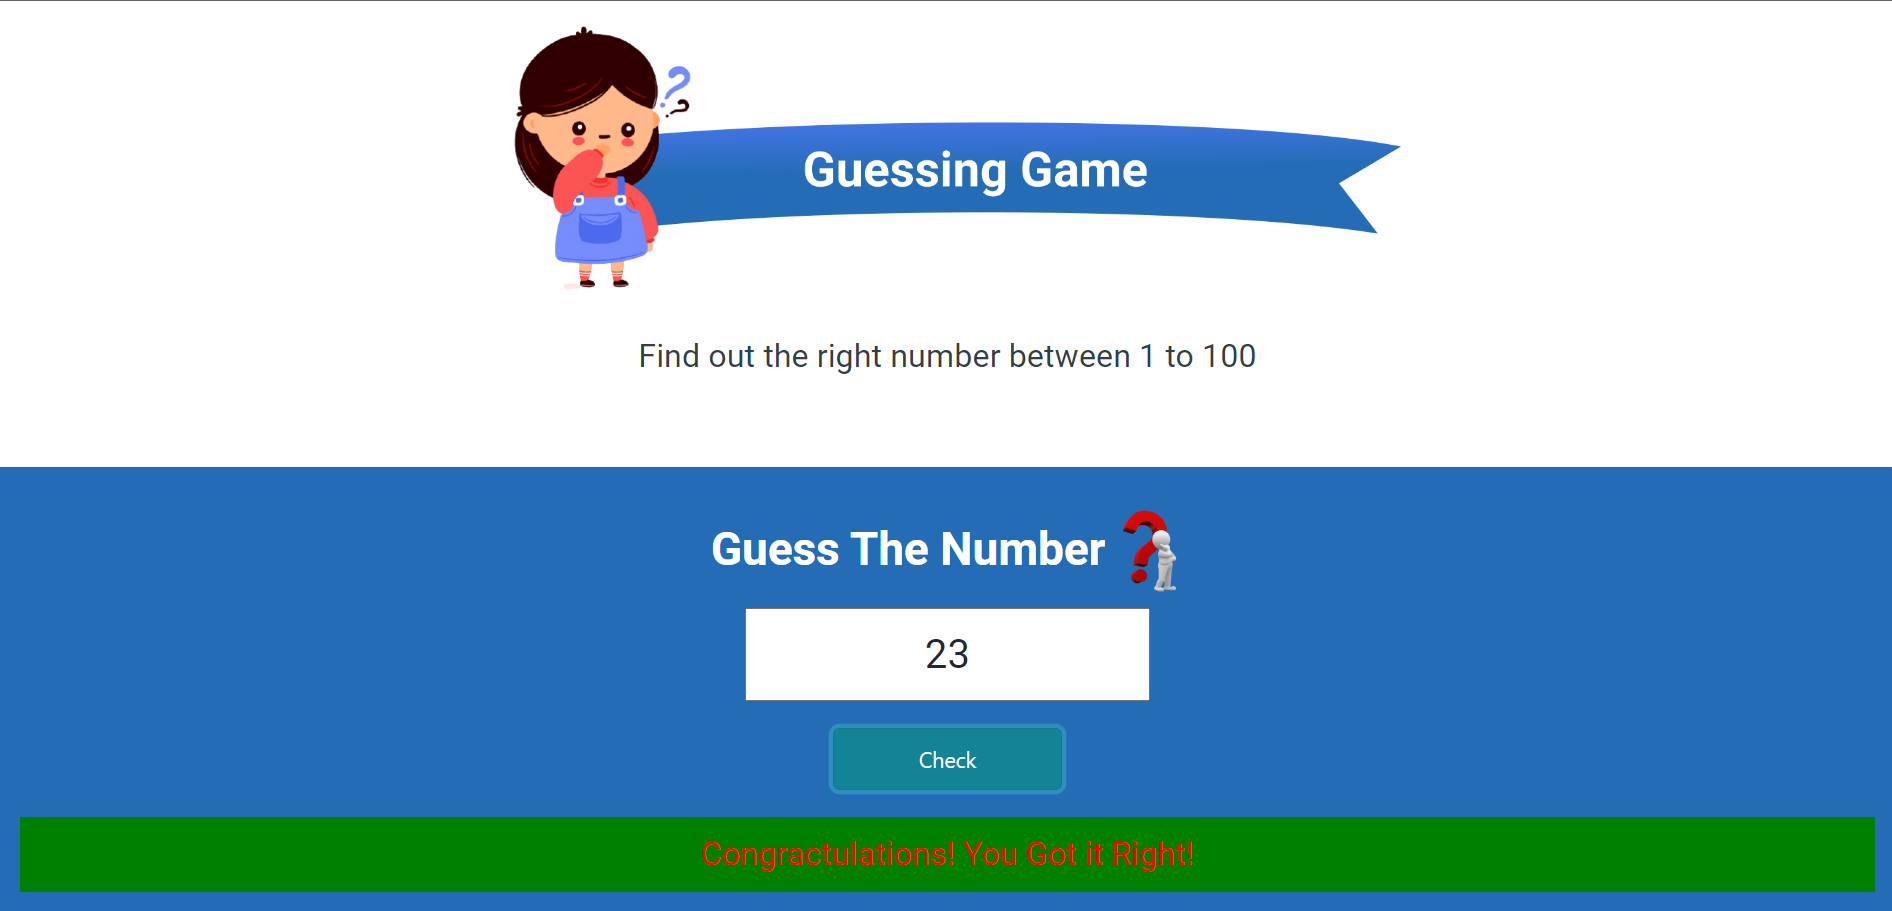 Guessing Game
Find out the right number between 1 to 100
Guess The Number
23
Check
Congractulations! You Got it Right!